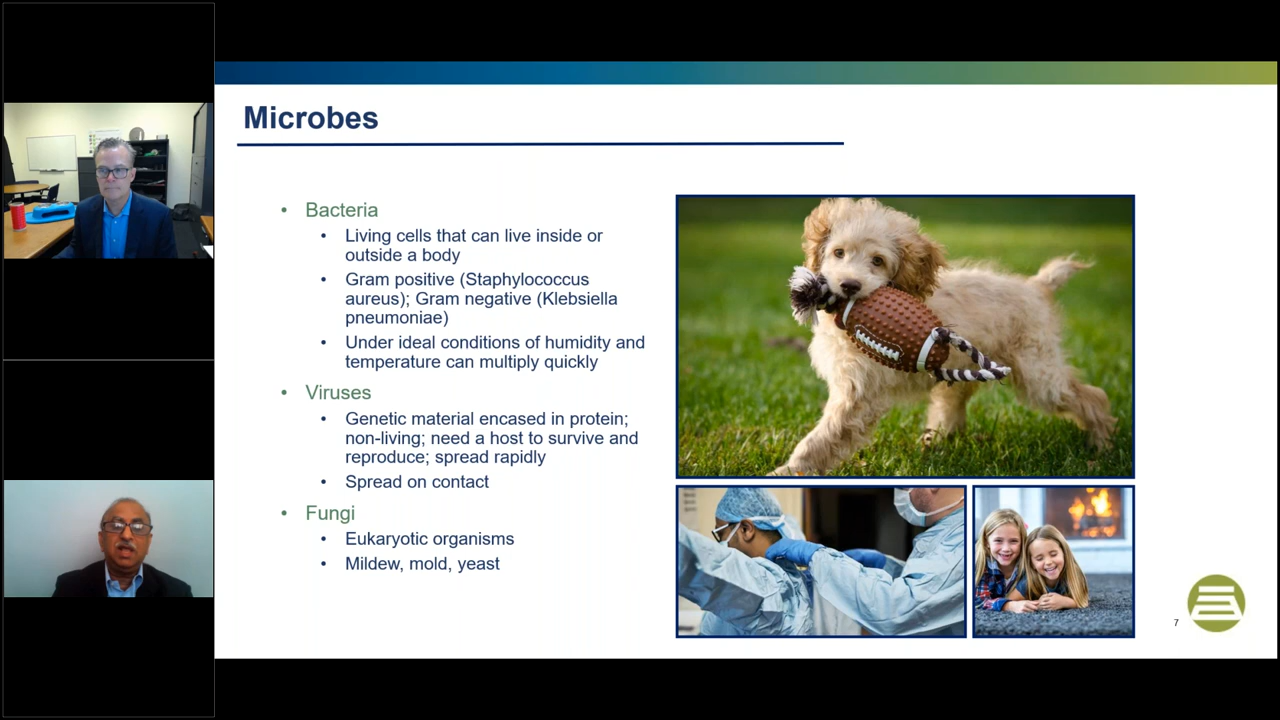 Microbes
• Bacteria
• Living cells that can live inside or
outside a body
• Gram positive (Staphylococcus
aureus); Gram negative (Klebsiella
pneumoniae)
• Under ideal conditions of humidity and
temperature can multiply quickly
• Viruses
• Genetic material encased in protein;
non-living; need a host to survive and
reproduce; spread rapidly
• Spread on contact
• Fungi
• Eukaryotic organisms
• Mildew, mold, yeast
7